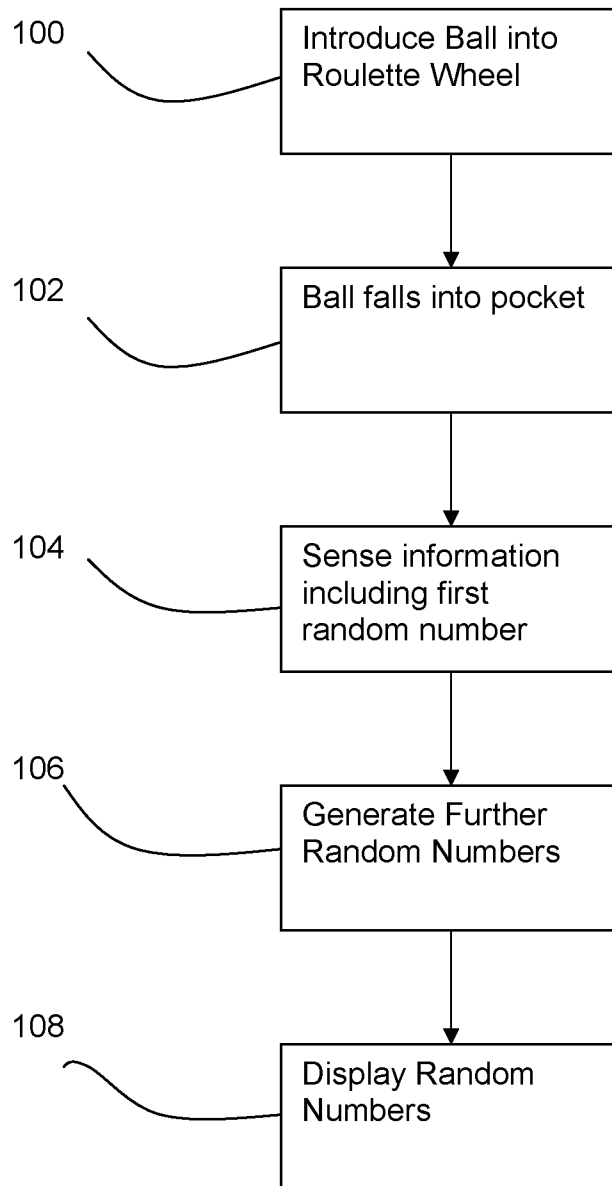 100
Introduce Ball into
Roulette Wheel
102
Ball falls into pocket
104
Sense information
including first
random number
106
Generate Further
Random Numbers
108
Display Random
Numbers